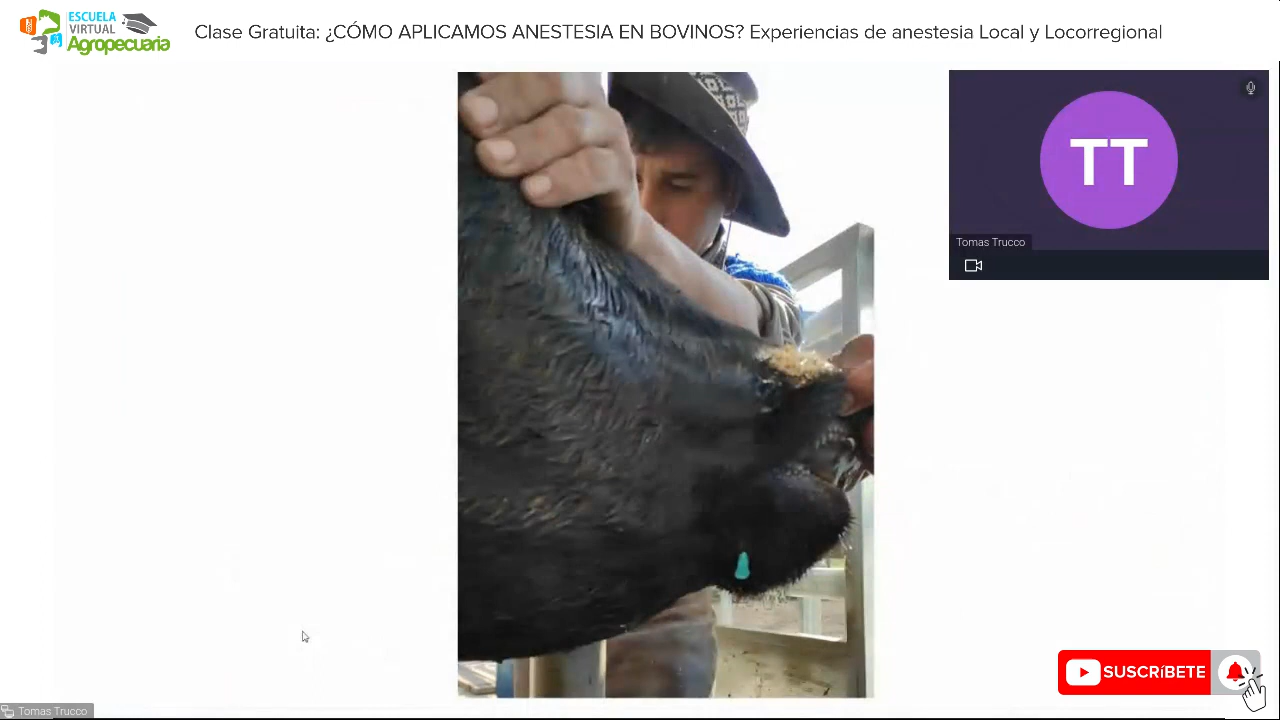 ESCUELA
VIRTUAL
Agropecuaria
Clase Gratuita: ¿CÓMO APLICAMOS ANESTESIA EN BOVINOS? Experiencias de anestesia Local y Locorregional
TT
Tomas Trucco
SUSCRíBETE
Tomas Trucco